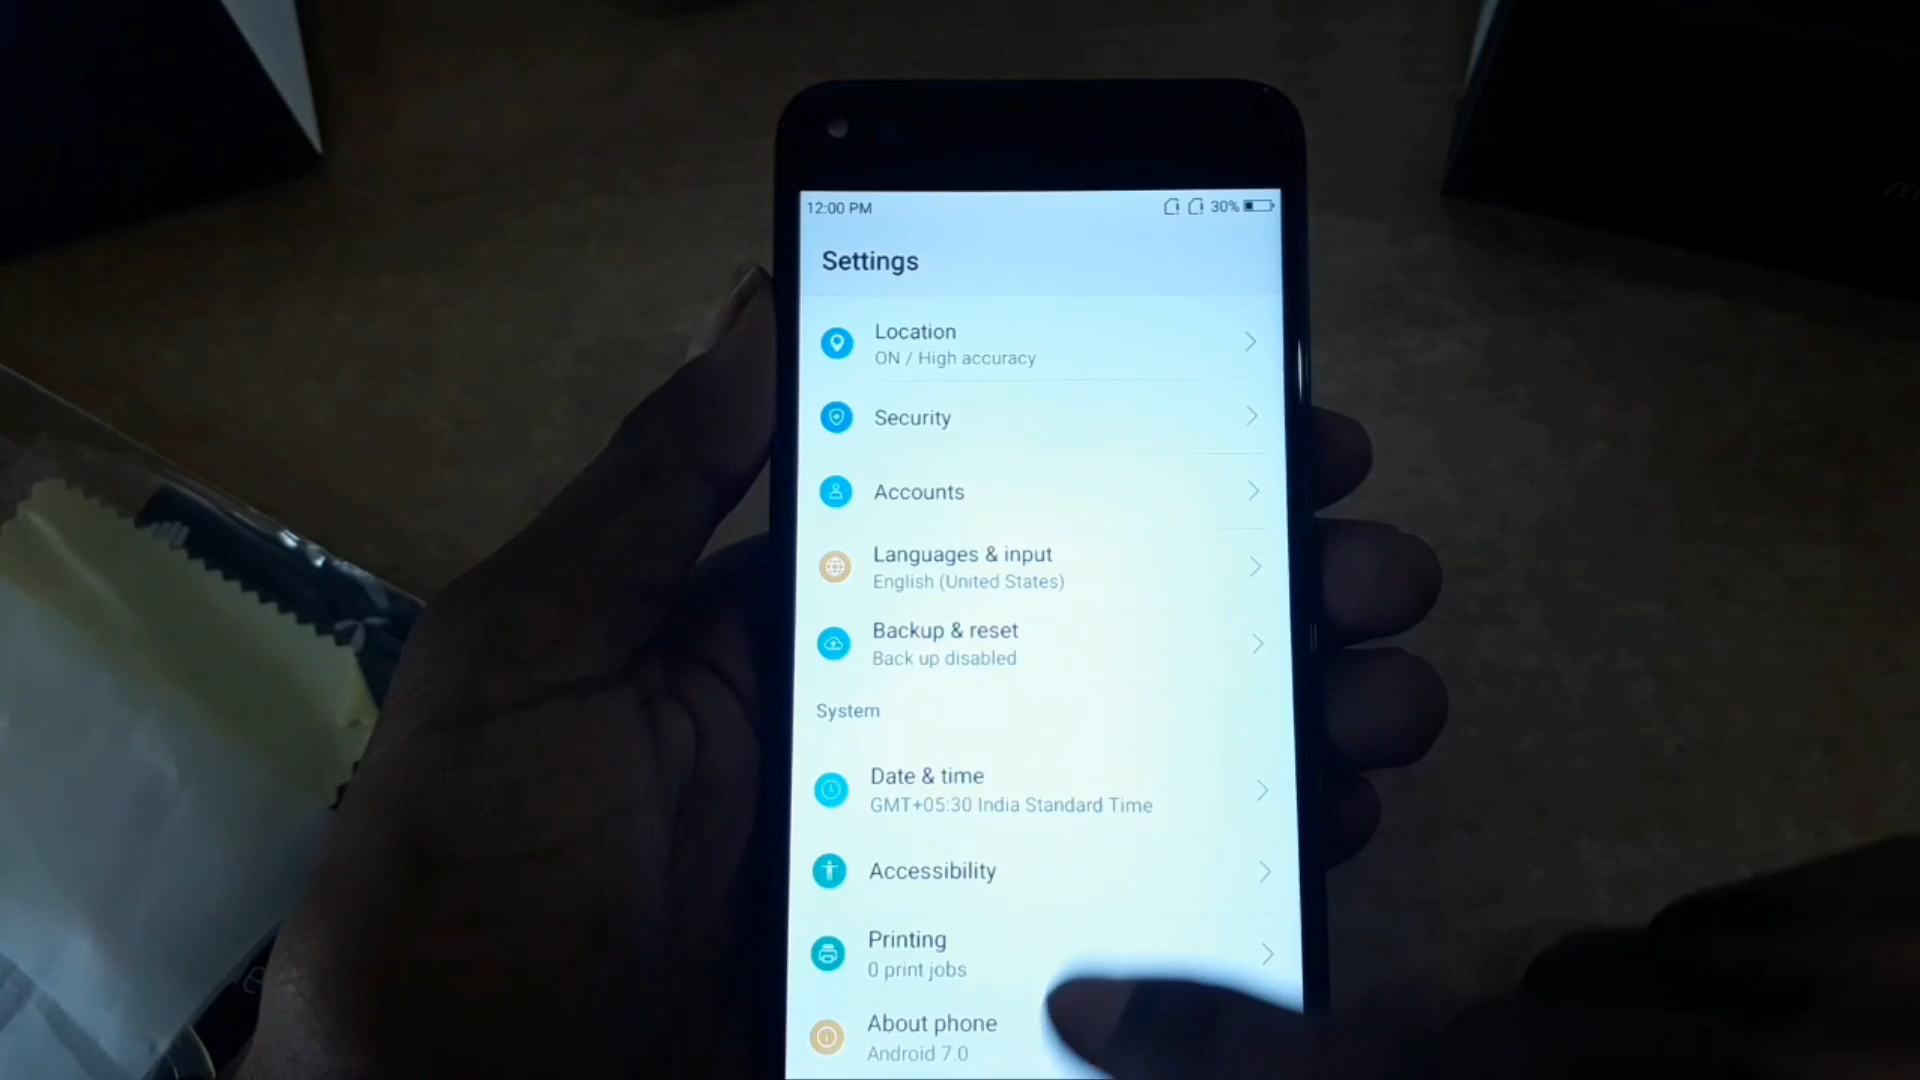 12:00 PM
30%
Settings
Location
ON / High accuracy
Security
Accounts
Languages & input
English (United States)
Backup & reset
Back up disabled
System
Date & time
GMT+05:30 India Standard Time
Accessibility
Printing
0 print jobs
About phone
Android 7.0